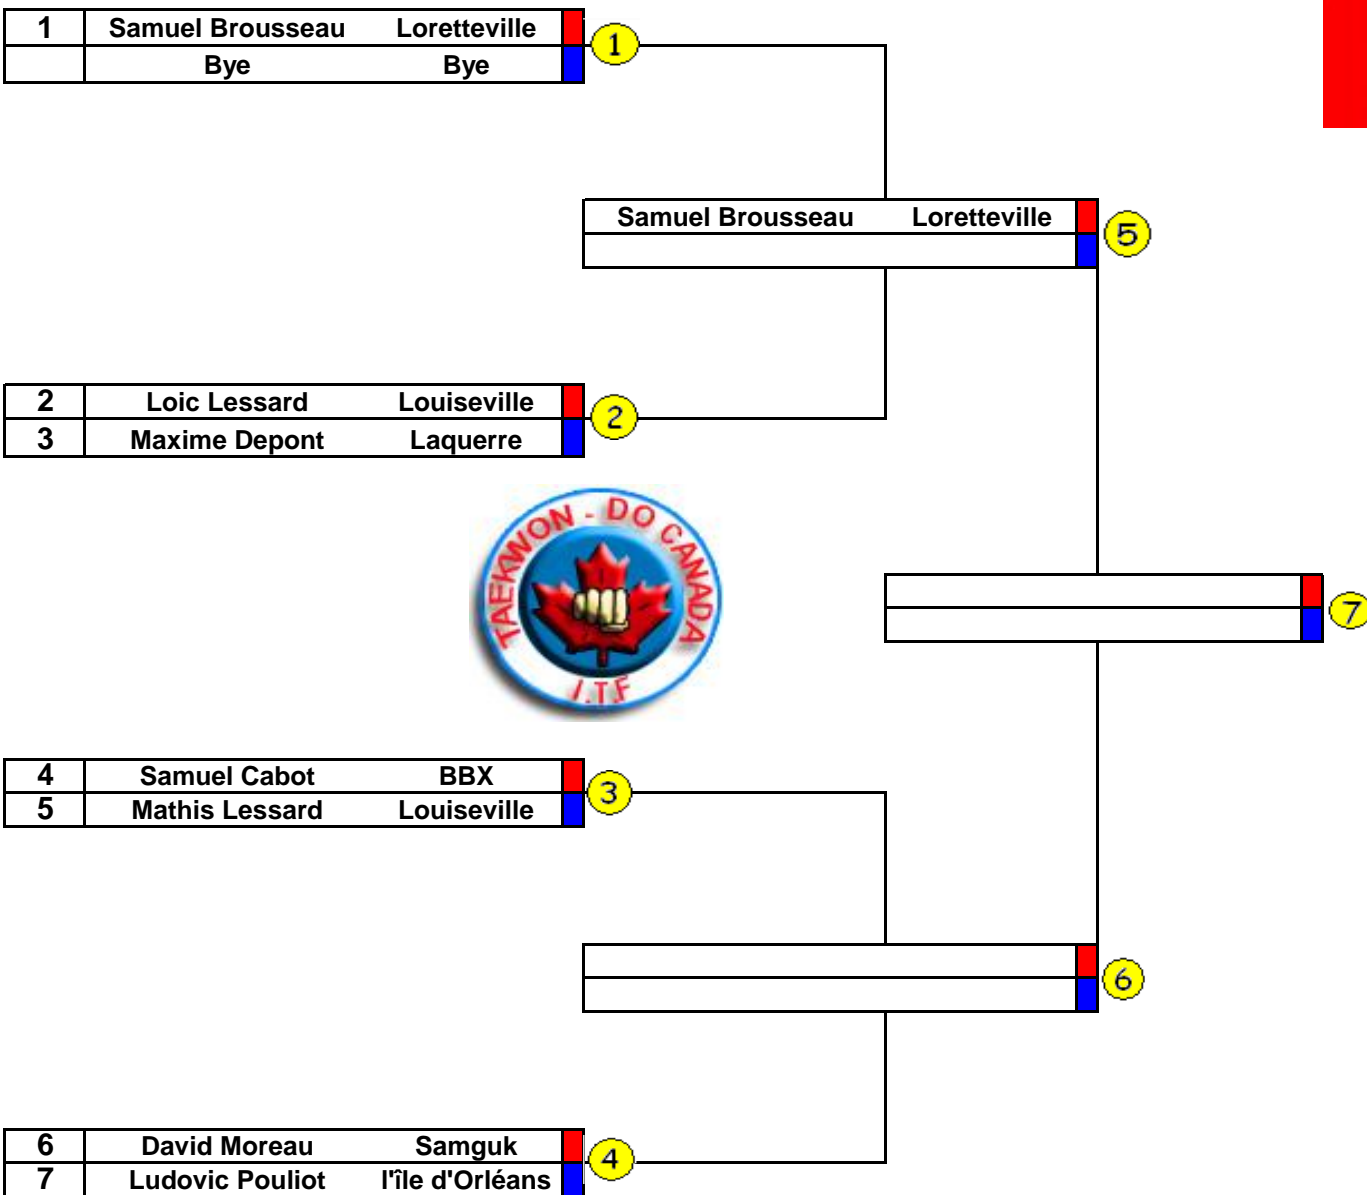 1 Samuel Brousseau Loretteville
Bye Bye
1
Samuel Brousseau Loretteville
5
2 Loic Lessard Louiseville
3 Maxime Depont Laquerre
2
TAEKWON - DO CANADA
I.T.F
7
4 Samuel Cabot BBX
5 Mathis Lessard Louiseville
3
6
6 David Moreau Samguk
7 Ludovic Pouliot l'île d'Orléans
4